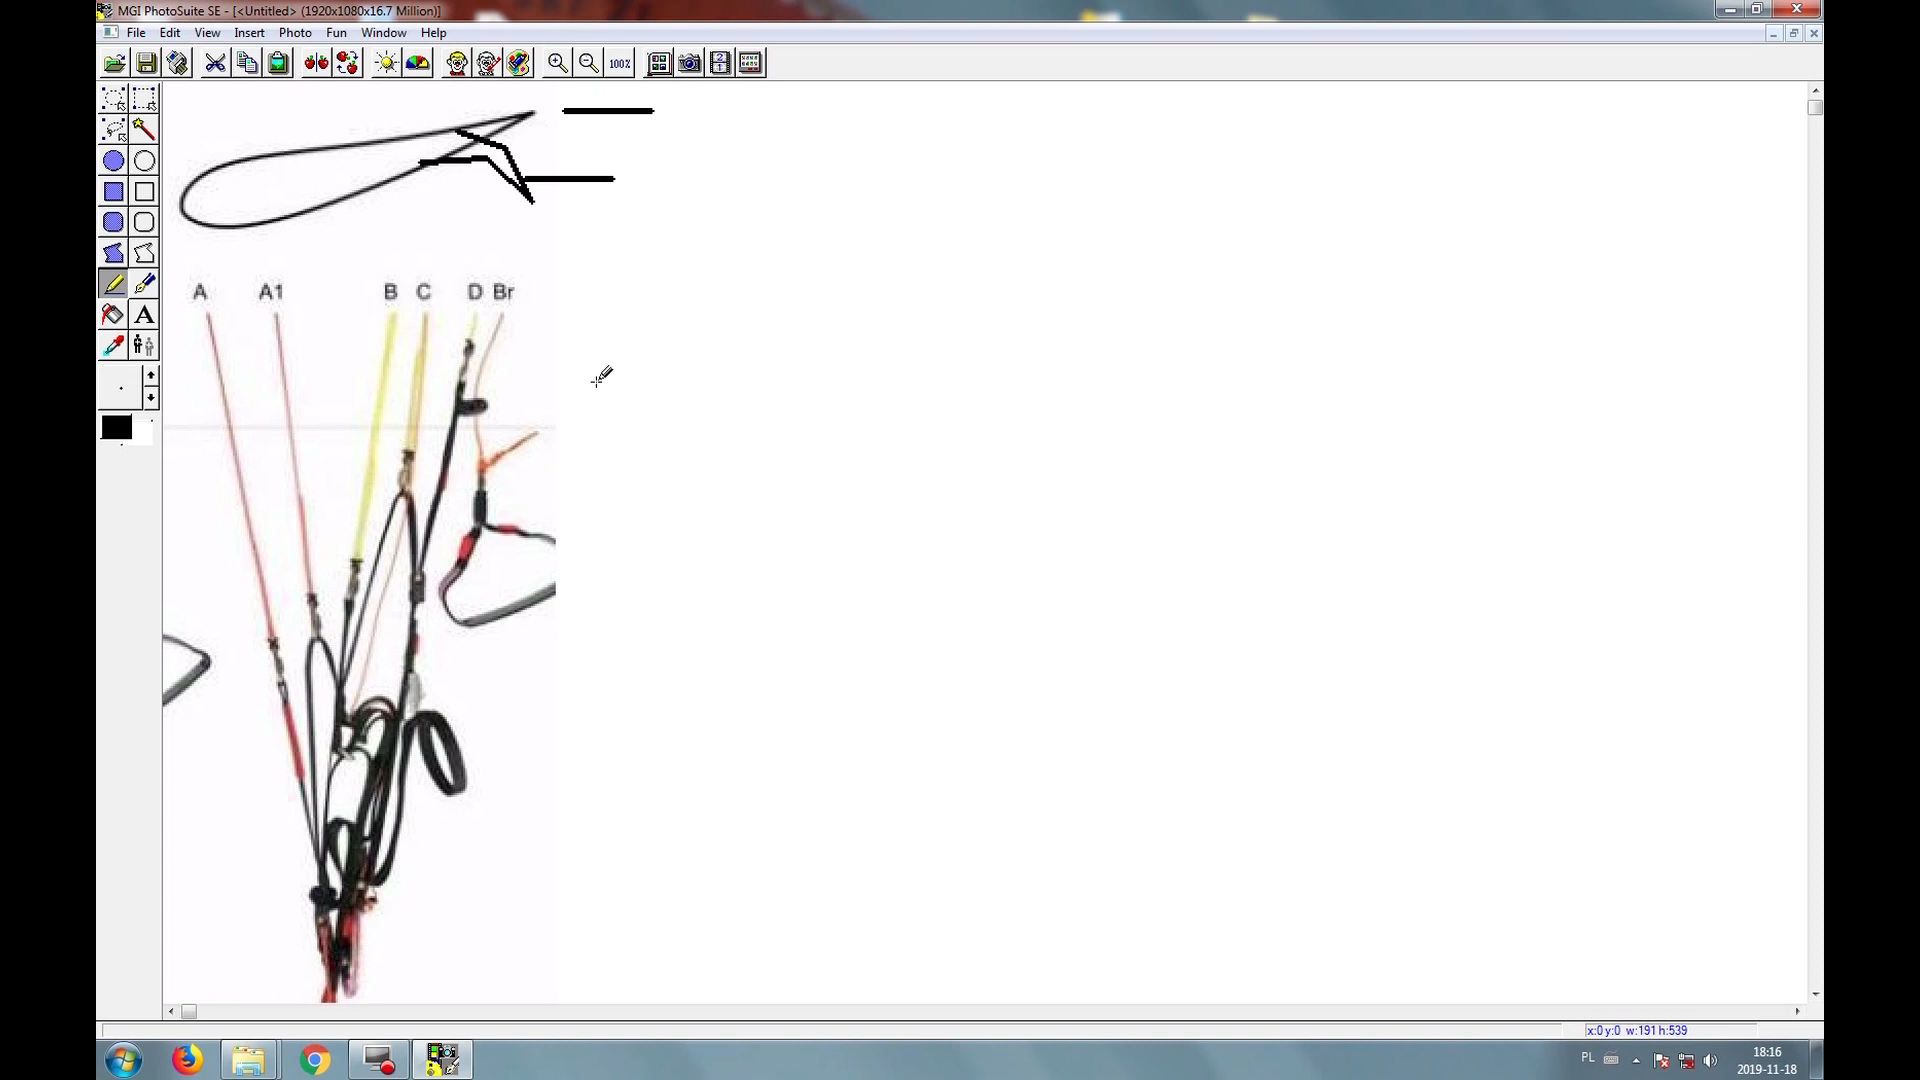 MGI PhotoSuite SE - [<Untitled> (1920x1080x16.7 Million)]
File Edit View Insert Photo Fun Window Help
100%
A
A A1 B C D Br
x:0 y:0 w:191 h:539
PL
18:16
2019-11-18